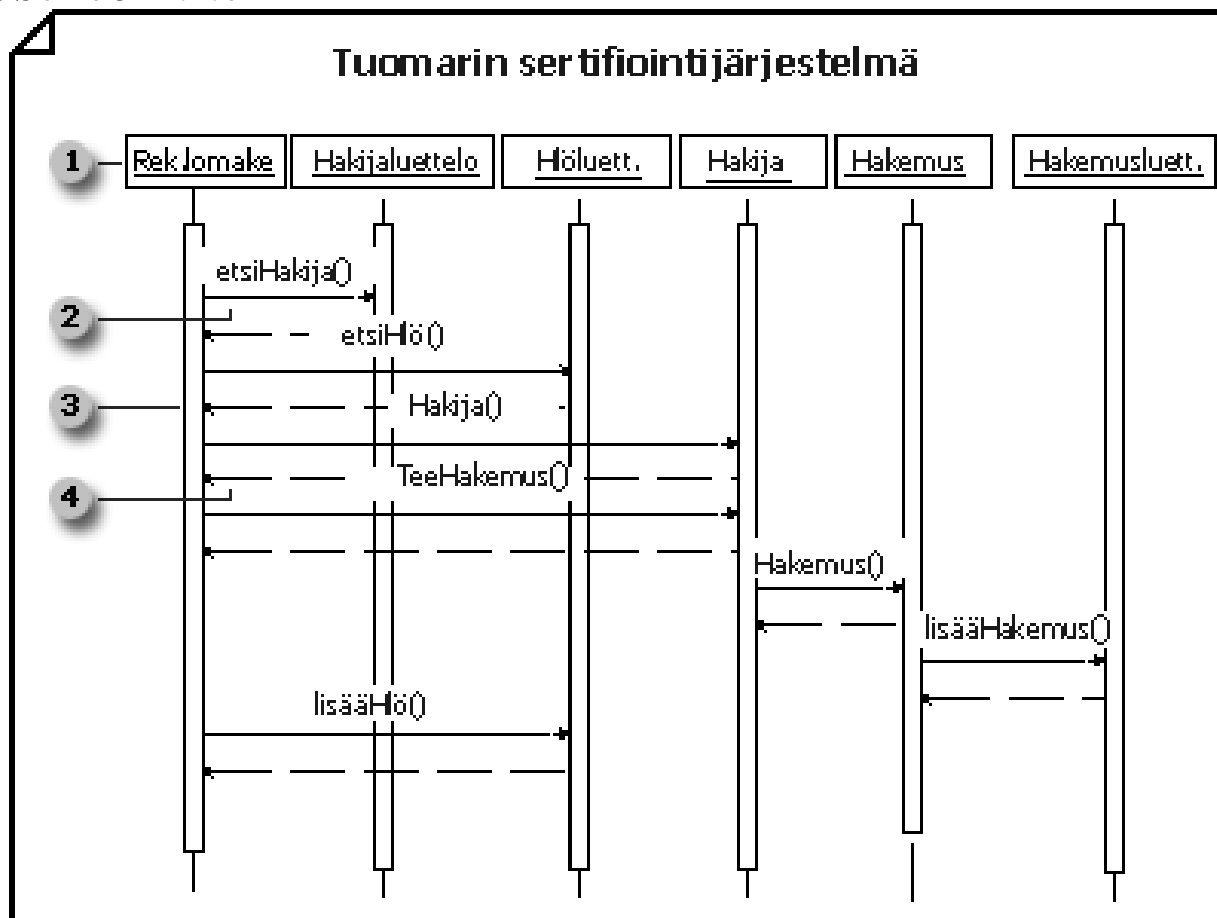 Tuomarin sertifiointijärjestelmä
1
Rek.lomake
Hakijaluettelo
Hlöluett.
Hakija
Hakemus
Hakemusluett.
etsiHakija()
2
etsiHlö()
3
Hakija()
TeeHakemus()
4
Hakemus()
lisääHakemus()
lisääHlö()